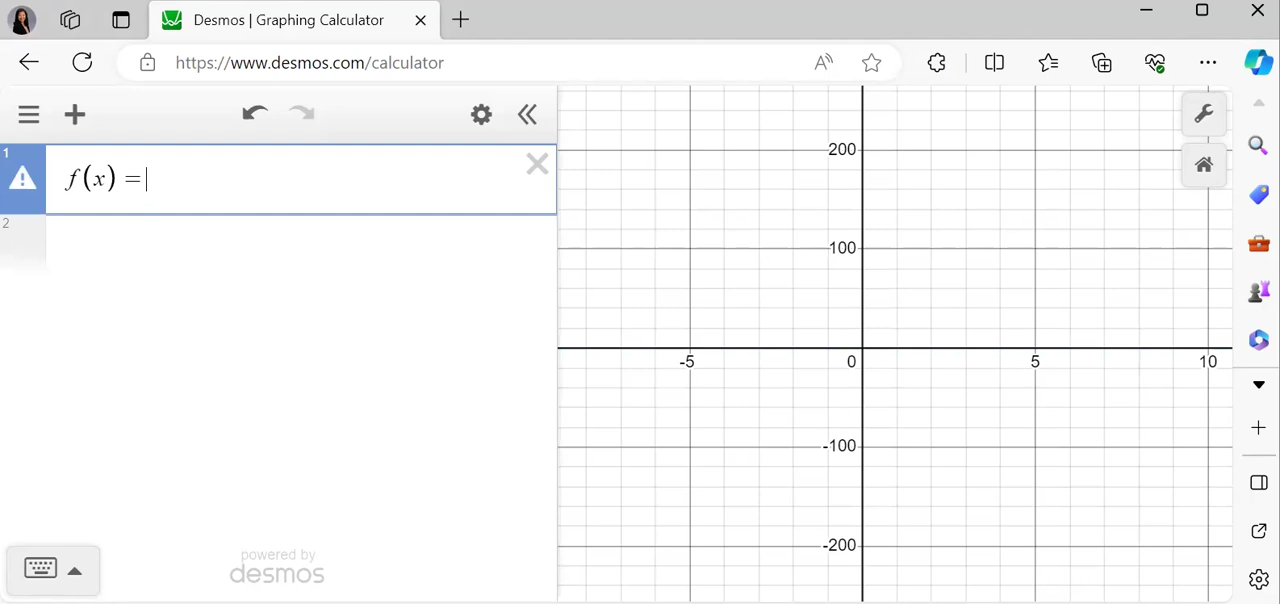 Desmos | Graphing Calculator
https://www.desmos.com/calculator
1
f(x) =
2
200
100
-5
0
5
10
-100
-200
powered by
desmos